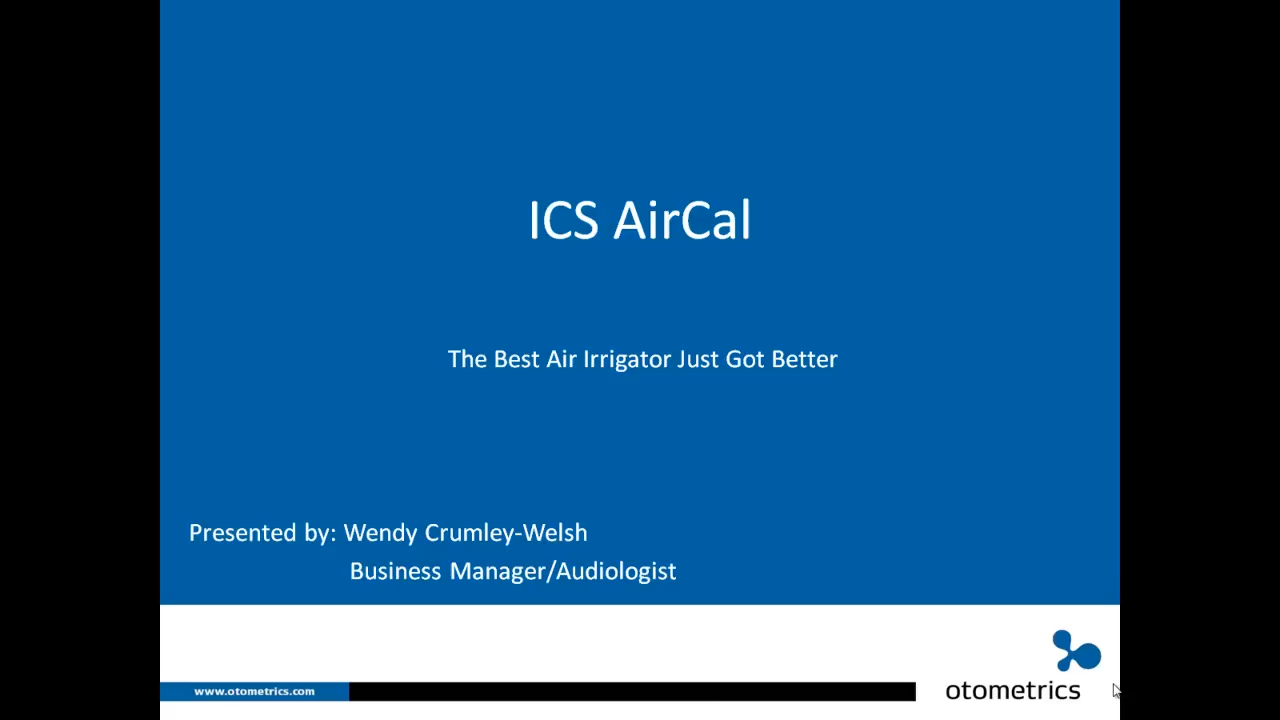 ICS AirCal
The Best Air Irrigator Just Got Better
Presented by: Wendy Crumley-Welsh
Business Manager/Audiologist
www.otometrics.com
otometrics